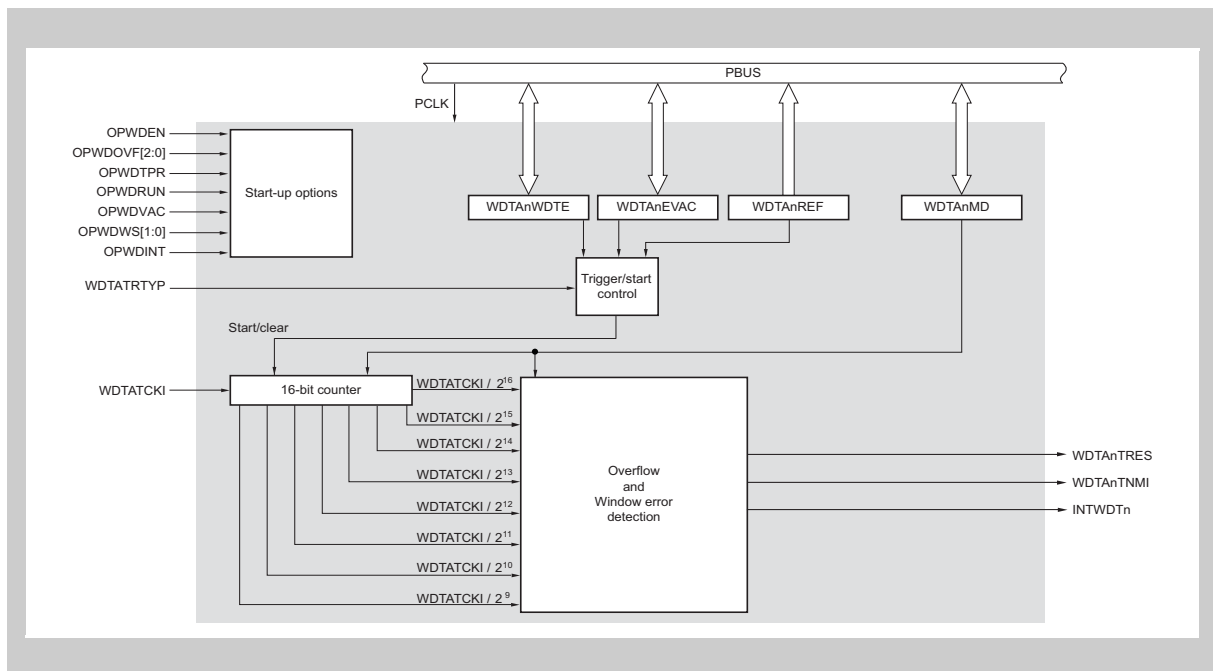 PBUS
PCLK
OPWDEN
OPWDOVF[2:0]
OPWDTPR
OPWDRUN
OPWDVAC
OPWDWS[1:0]
OPWDINT
Start-up options
WDTAnWDTE
WDTAnEVAC
WDTAnREF
WDTAnMD
Trigger/start
control
WDTATRTYP
Start/clear
WDTATCKI
16-bit counter
WDTATCKI / 2¹⁶
WDTATCKI / 2¹⁵
WDTATCKI / 2¹⁴
WDTATCKI / 2¹³
WDTATCKI / 2¹²
WDTATCKI / 2¹¹
WDTATCKI / 2¹⁰
WDTATCKI / 2⁹
Overflow
and
Window error
detection
WDTAnTRES
WDTAnTNMI
INTWDTn